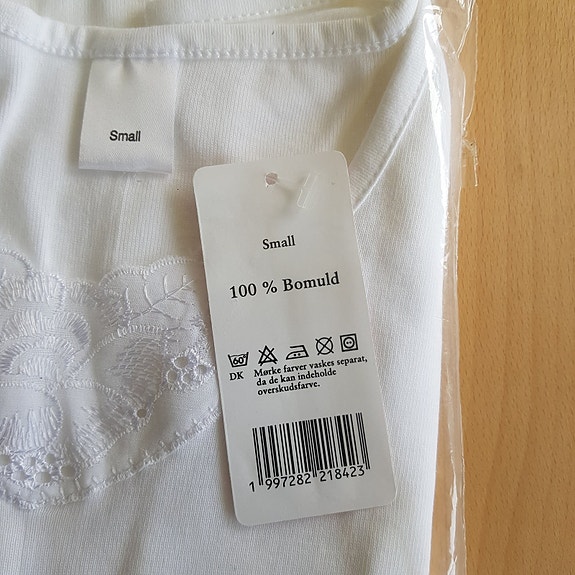 Small
Small
100 % Bomuld
60°
DK Mørke farver vaskes separat,
da de kan indeholde
overskudsfarve.
1 997282 218423